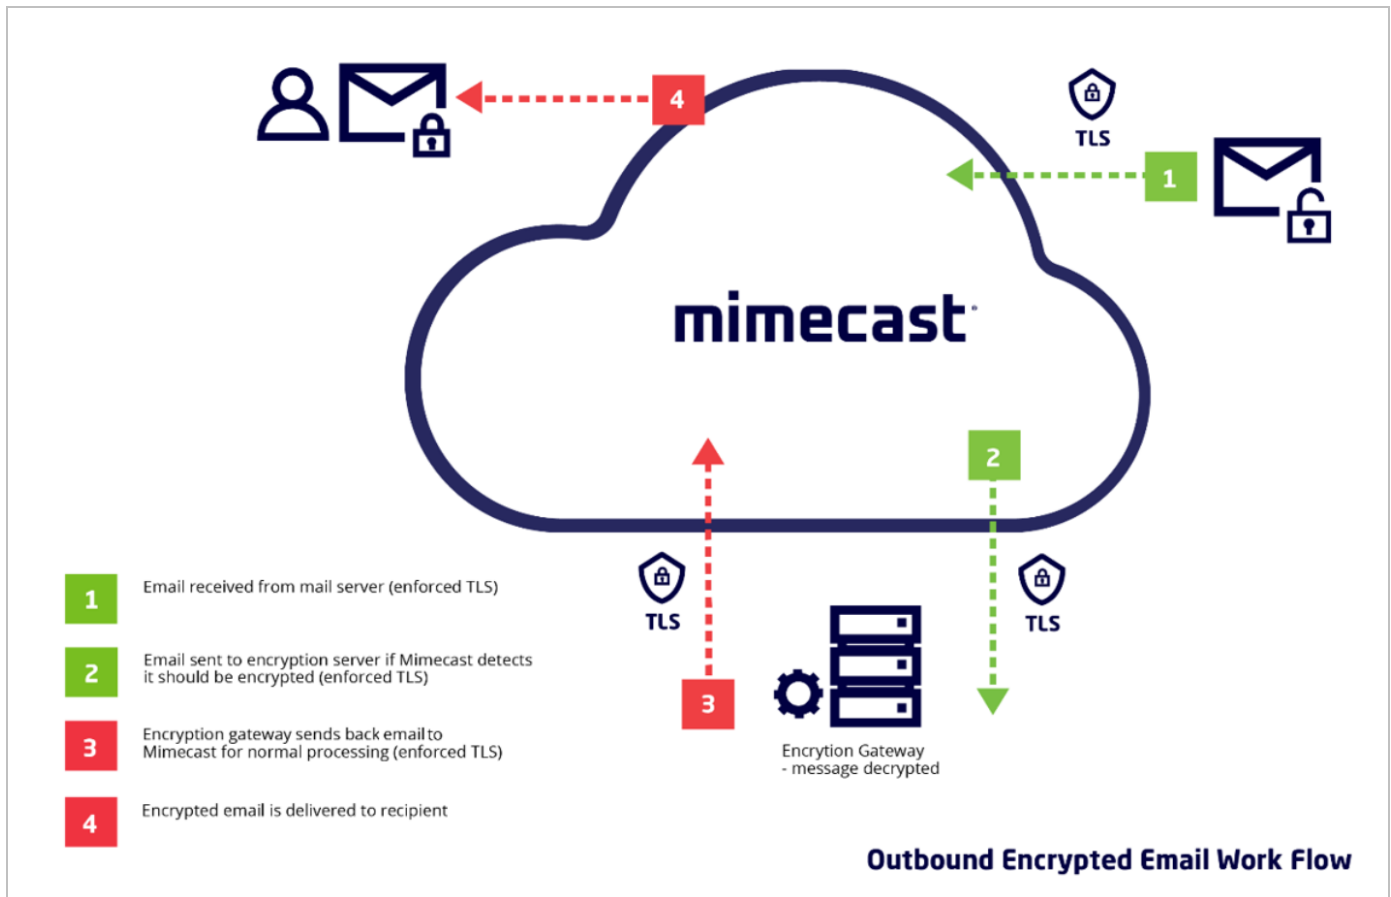 4
TLS
1
mimecast
2
TLS
TLS
3
Encrytion Gateway
- message decrypted
1
Email received from mail server (enforced TLS)
2
Email sent to encryption server if Mimecast detects
it should be encrypted (enforced TLS)
3
Encryption gateway sends back email to
Mimecast for normal processing (enforced TLS)
4
Encrypted email is delivered to recipient
Outbound Encrypted Email Work Flow